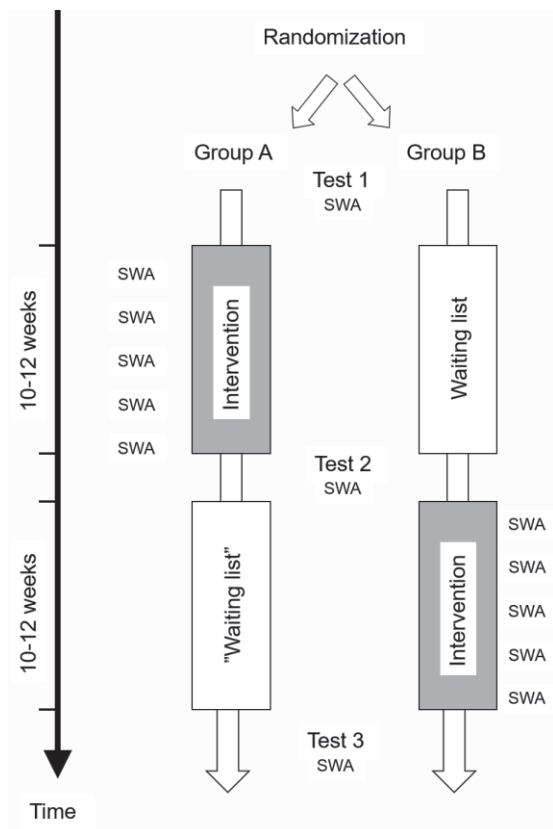 Randomization
Group A
Group B
Test 1
SWA
10-12 weeks
SWA
SWA
SWA
SWA
SWA
Intervention
Waiting list
Test 2
SWA
10-12 weeks
”Waiting list”
Intervention
SWA
SWA
SWA
SWA
SWA
Test 3
SWA
Time